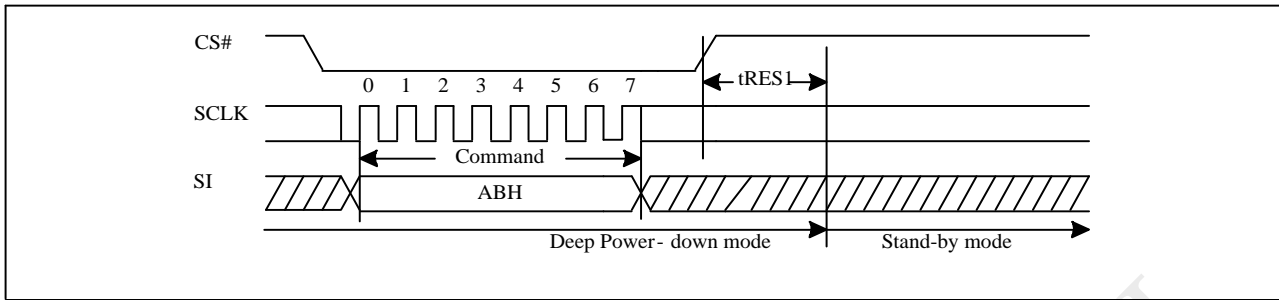 CS#
tRES1
0 1 2 3 4 5 6 7
SCLK
Command
SI
ABH
Deep Power- down mode
Stand-by mode